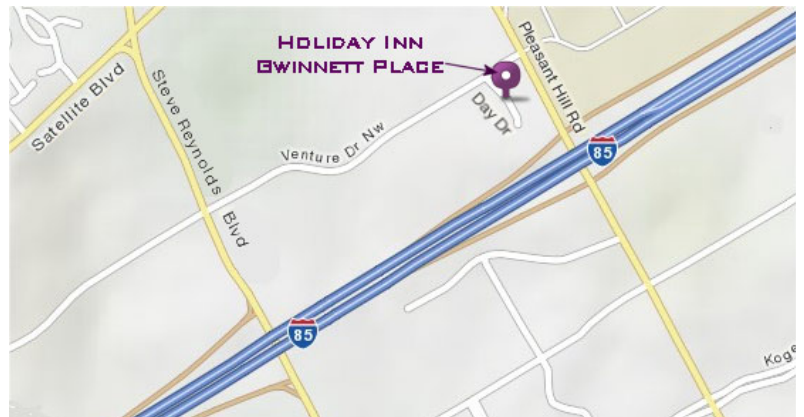 HOLIDAY INN
GWINNETT PLACE
Pleasant Hill Rd
Satellite Blvd
Steve Reynolds
Blvd
Day Dr
Venture Dr NW
85
85
Koge